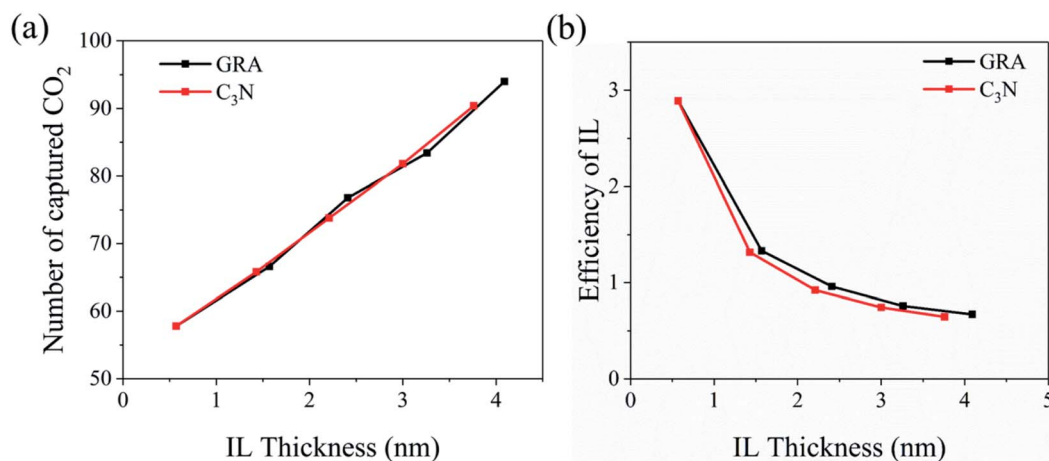 (a)
100
90
80
70
60
50
0 1 2 3 4
Number of captured CO₂
IL Thickness (nm)
GRA
C₃N
(b)
3
2
1
0
0 1 2 3 4 5
Efficiency of IL
IL Thickness (nm)
GRA
C₃N